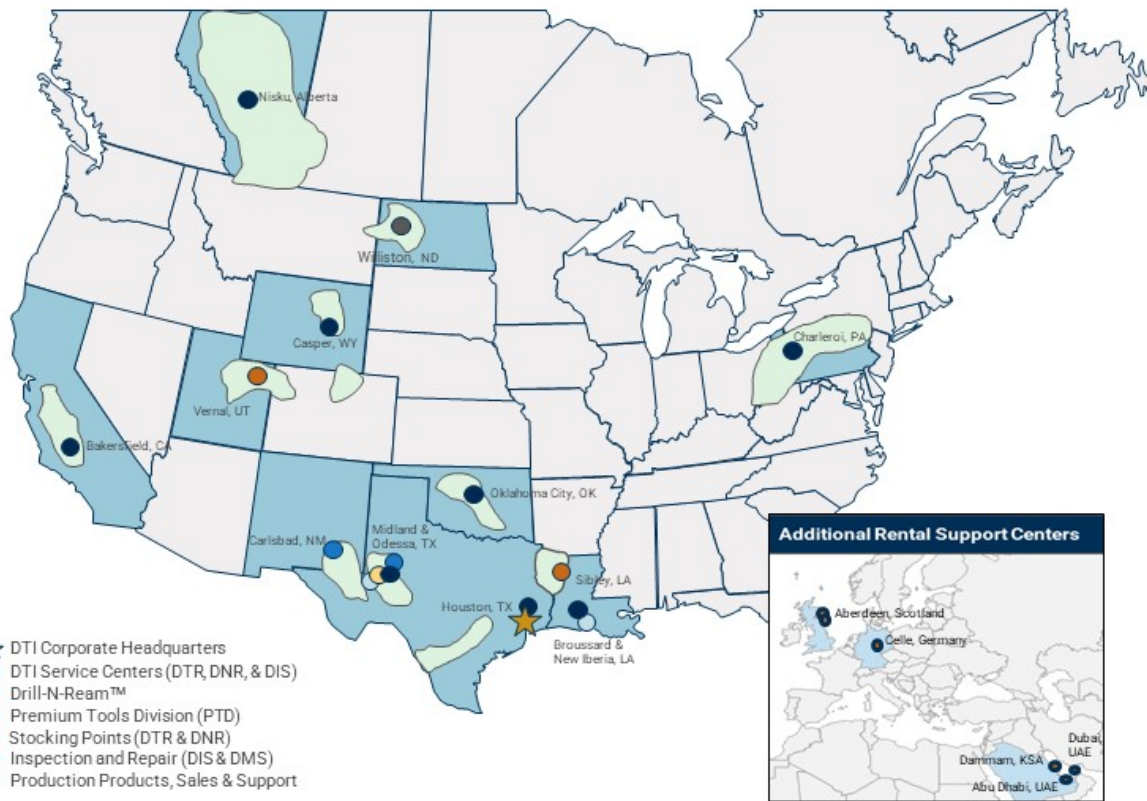 Nisku, Alberta
Williston, ND
Casper, WY
Charleroi, PA
Vernal, UT
Bakersfield, CA
Oklahoma City, OK
Carlsbad, NM
Midland &
Odessa, TX
Sibley, LA
Houston, TX
Broussard &
New Iberia, LA
DTI Corporate Headquarters
DTI Service Centers (DTR, DNR, & DIS)
Drill-N-Ream™
Premium Tools Division (PTD)
Stocking Points (DTR & DNR)
Inspection and Repair (DIS & DMS)
Production Products, Sales & Support
Additional Rental Support Centers
Aberdeen, Scotland
Celle, Germany
Dubai,
UAE
Dammam, KSA
Abu Dhabi, UAE